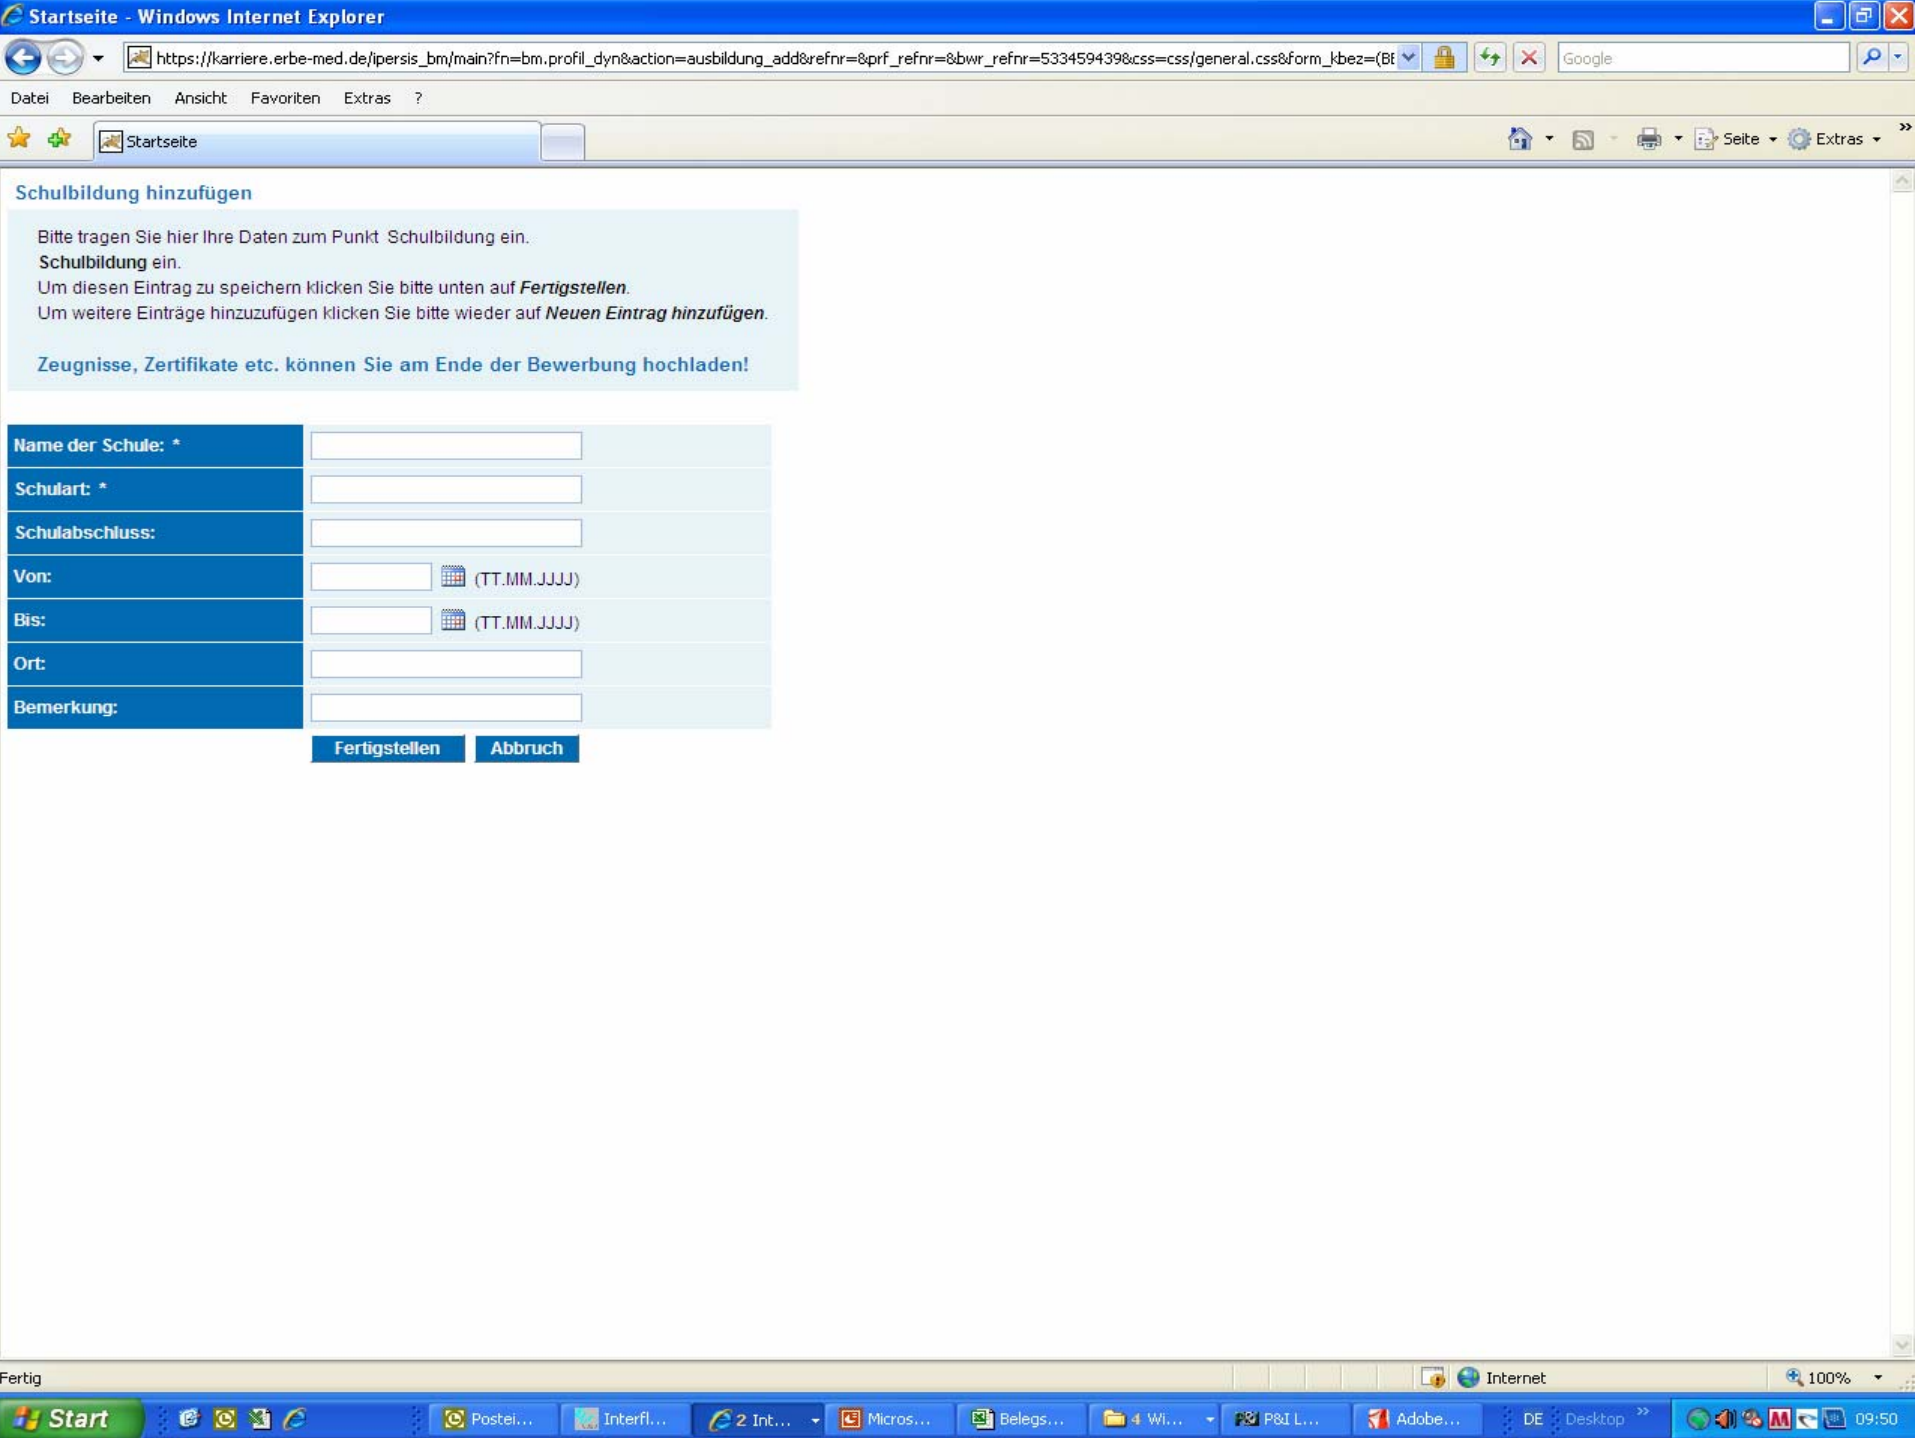 Startseite - Windows Internet Explorer
https://karriere.erbe-med.de/ipersis_bm/main?fn=bm.profil_dyn&action=ausbildung_add&refnr=&prf_refnr=&bwr_refnr=533459439&css=css/general.css&form_kbez=(BE
Google
Datei Bearbeiten Ansicht Favoriten Extras ?
Startseite
Seite Extras »
Schulbildung hinzufügen
Bitte tragen Sie hier Ihre Daten zum Punkt Schulbildung ein.
Schulbildung ein.
Um diesen Eintrag zu speichern klicken Sie bitte unten auf Fertigstellen.
Um weitere Einträge hinzuzufügen klicken Sie bitte wieder auf Neuen Eintrag hinzufügen.
Zeugnisse, Zertifikate etc. können Sie am Ende der Bewerbung hochladen!
Name der Schule: *
Schulart: *
Schulabschluss:
Von: (TT.MM.JJJJ)
Bis: (TT.MM.JJJJ)
Ort:
Bemerkung:
Fertigstellen Abbruch
Fertig Internet 100%
Start Postei... Interfl... 2 Int... Micros... Belegs... 4 Wi... P&I L... Adobe... DE Desktop » 09:50